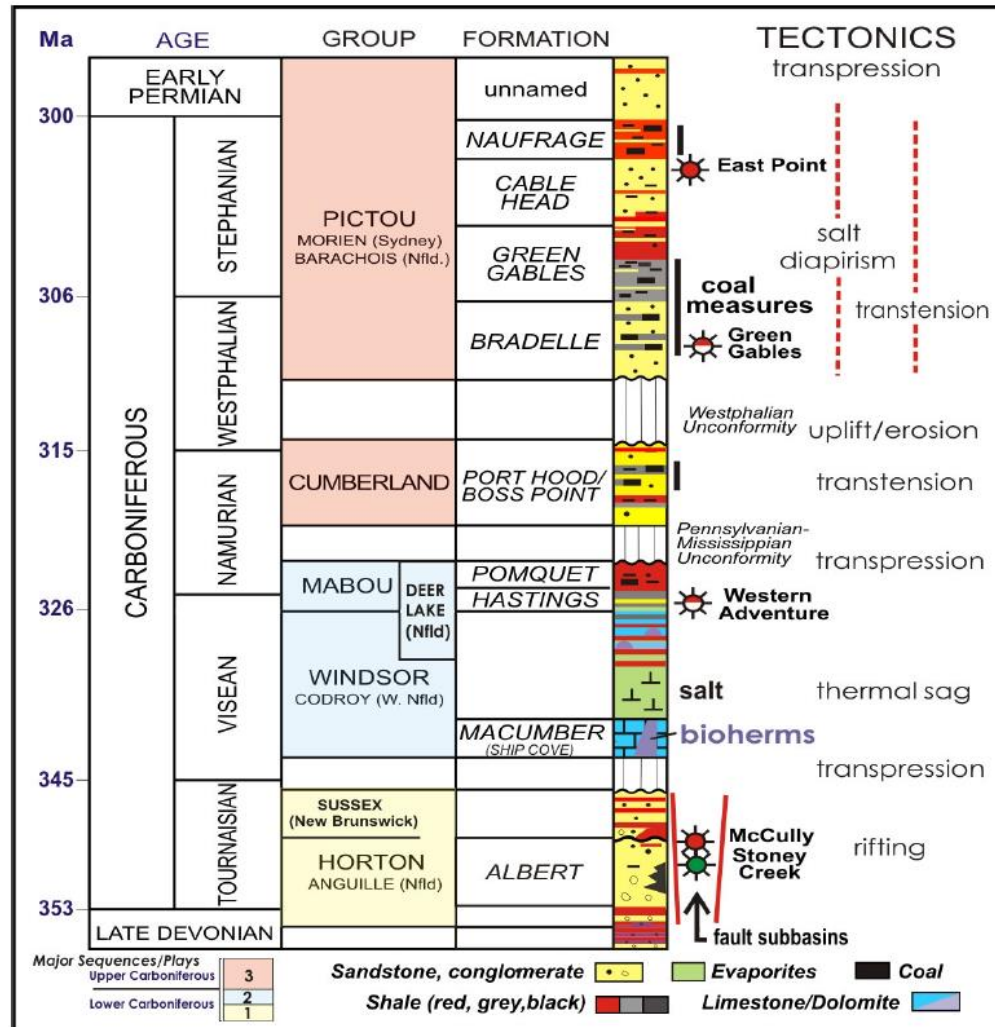 Ma AGE GROUP FORMATION TECTONICS
EARLY
PERMIAN
unnamed
transpression
300
NAUFRAGE
East Point
CABLE
HEAD
STEPHANIAN
PICTOU
MORIEN (Sydney)
BARACHOIS (Nfld.)
GREEN
GABLES
salt
diapirism
coal
measures
306
transtension
BRADELLE
Green
Gables
WESTPHALIAN
Westphalian
Unconformity
uplift/erosion
315
CARBONIFEROUS
CUMBERLAND
PORT HOOD/
BOSS POINT
transtension
NAMURIAN
Pennsylvanian-
Mississippian
Unconformity
transpression
MABOU
DEER
LAKE
(Nfld)
POMQUET
HASTINGS
326
Western
Adventure
VISEAN
WINDSOR
CODROY (W. Nfld)
salt
thermal sag
MACUMBER
(SHIP COVE)
bioherms
transpression
345
TOURNAISIAN
SUSSEX
(New Brunswick)
HORTON
ANGUILLE (Nfld)
ALBERT
McCully
Stoney
Creek
rifting
353
LATE DEVONIAN
fault subbasins
Major Sequences/Plays
Upper Carboniferous 3
Lower Carboniferous 2
1
Sandstone, conglomerate Evaporites Coal
Shale (red, grey,black) Limestone/Dolomite